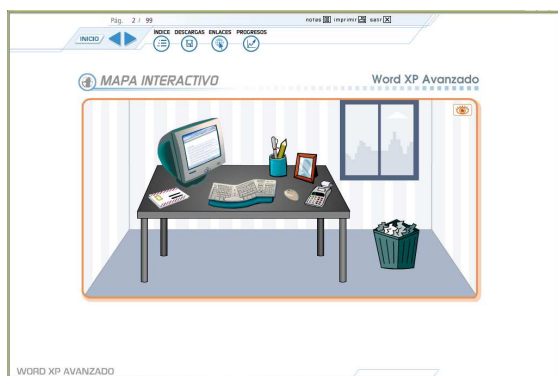 Pág. 2 / 99
notas imprimir salir
INICIO
ÍNDICE DESCARGAS ENLACES PROGRESOS
MAPA INTERACTIVO
Word XP Avanzado
WORD XP AVANZADO